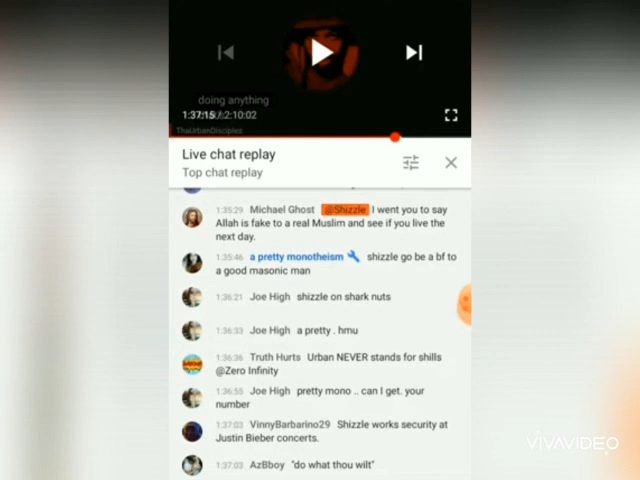 doing anything
1:37:15 / 2:10:02
ThaUrbanDisciples
Live chat replay
Top chat replay
1:35:29 Michael Ghost @Shizzle I went you to say
Allah is fake to a real Muslim and see if you live the
next day.
1:35:46 a pretty monotheism shizzle go be a bf to
a good masonic man
1:36:21 Joe High shizzle on shark nuts
1:36:33 Joe High a pretty . hmu
1:36:36 Truth Hurts Urban NEVER stands for shills
@Zero Infinity
1:36:55 Joe High pretty mono .. can I get. your
number
1:37:03 VinnyBarbarino29 Shizzle works security at
Justin Bieber concerts.
1:37:03 AzBboy "do what thou wilt"
VIVAVIDEO